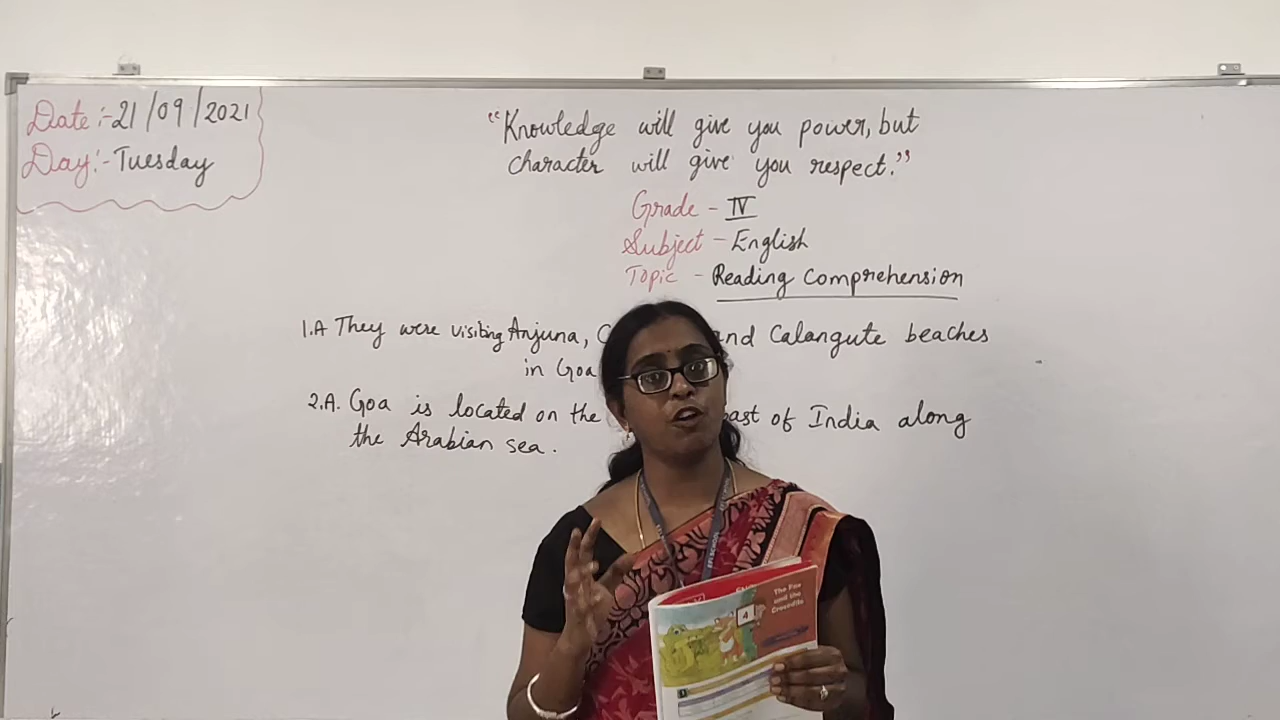 Date:-21/09/2021
Day:-Tuesday
"Knowledge will give you power, but
character will give you respect."
Grade - IV
Subject - English
Topic - Reading Comprehension
1.A They were visiting Anjuna, and Calangute beaches
in Goa
2.A. Goa is located on the of India along
the Arabian sea.
The Fox
and the
Crocodile
4